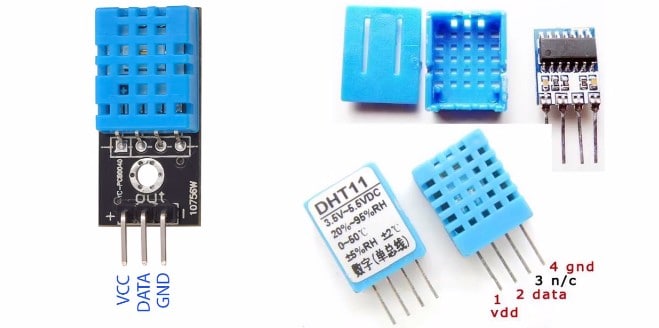 out
+ −
10756W
VCC
DATA
GND
DHT11
3.5V~5.5VDC
20%~95%RH
0~50℃
±5%RH ±2℃
数字(单总线)
4 gnd
3 n/c
2 data
1
vdd